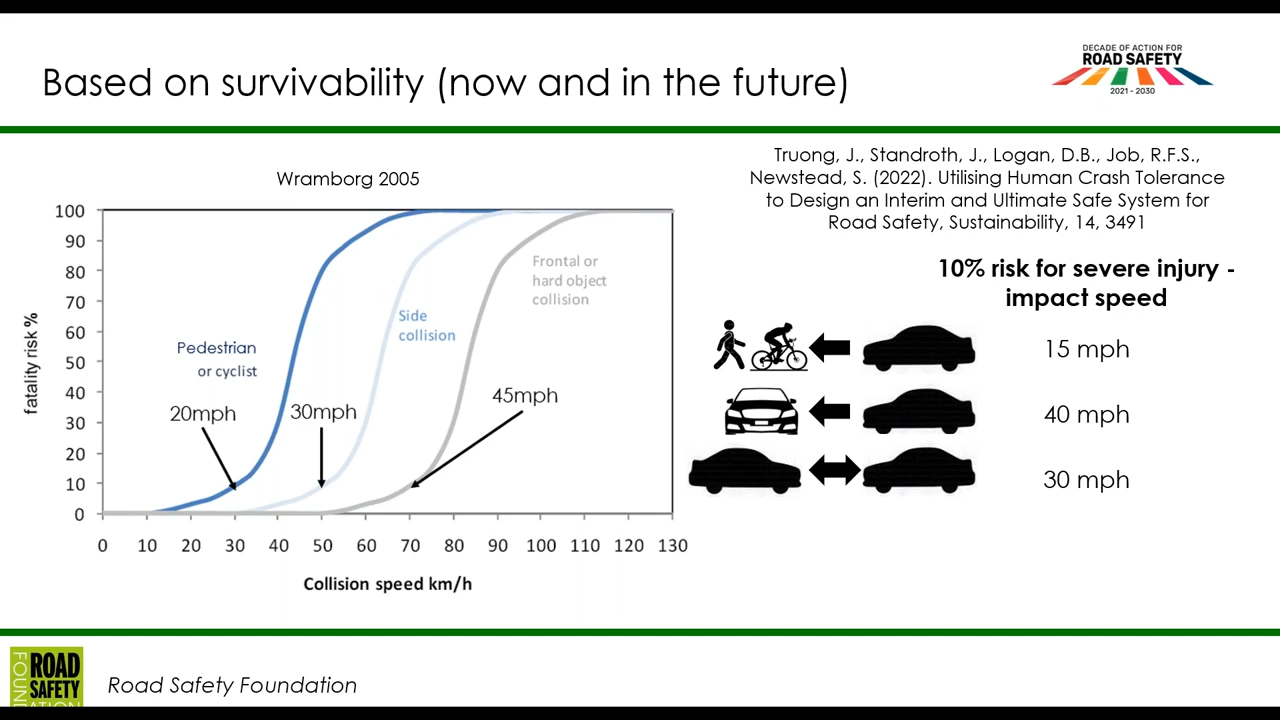 Based on survivability (now and in the future)
DECADE OF ACTION FOR
ROAD SAFETY
2021 - 2030
Wramborg 2005
100
90
80
70
60
50
40
30
20
10
0
fatality risk %
Pedestrian
or cyclist
Side
collision
Frontal or
hard object
collision
20mph
30mph
45mph
0 10 20 30 40 50 60 70 80 90 100 110 120 130
Collision speed km/h
Truong, J., Standroth, J., Logan, D.B., Job, R.F.S.,
Newstead, S. (2022). Utilising Human Crash Tolerance
to Design an Interim and Ultimate Safe System for
Road Safety, Sustainability, 14, 3491
10% risk for severe injury -
impact speed
15 mph
40 mph
30 mph
ROAD
SAFETY
FOUNDATION
Road Safety Foundation